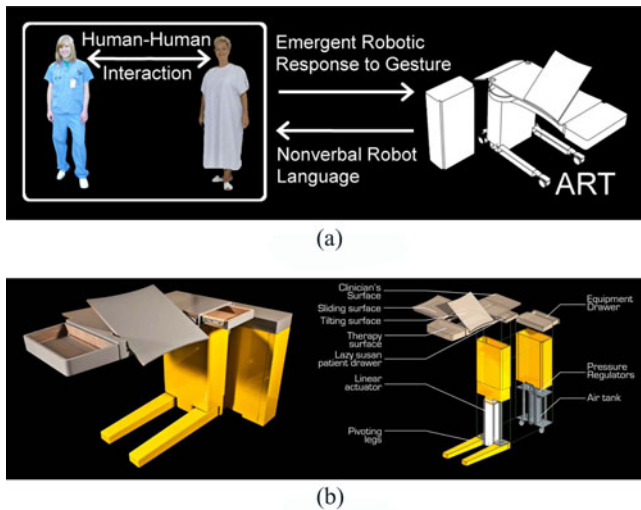 Human-Human
Interaction
Emergent Robotic
Response to Gesture
Nonverbal Robot
Language
ART
(a)
Clinician's
Surface
Sliding surface
Tilting surface
Therapy
surface
Lazy susan
patient drawer
Linear
actuator
Pivoting
legs
Equipment
Drawer
Pressure
Regulators
Air tank
(b)